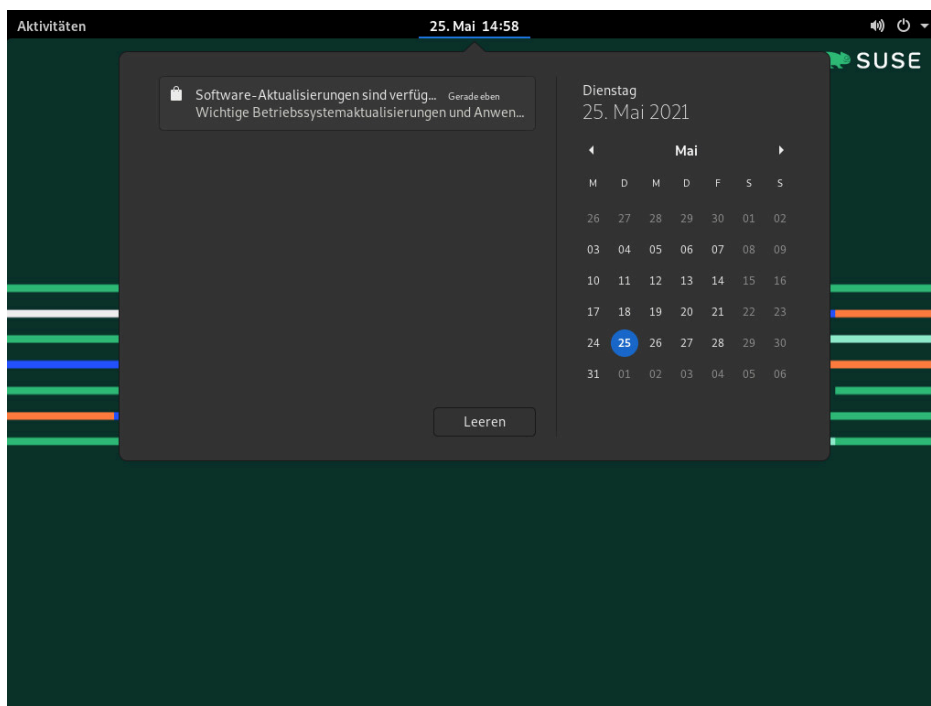 Aktivitäten
25. Mai 14:58
SUSE
Software-Aktualisierungen sind verfüg... Gerade eben
Wichtige Betriebssystemaktualisierungen und Anwen...
Leeren
Dienstag
25. Mai 2021
Mai
M D M D F S S
26 27 28 29 30 01 02
03 04 05 06 07 08 09
10 11 12 13 14 15 16
17 18 19 20 21 22 23
24 25 26 27 28 29 30
31 01 02 03 04 05 06